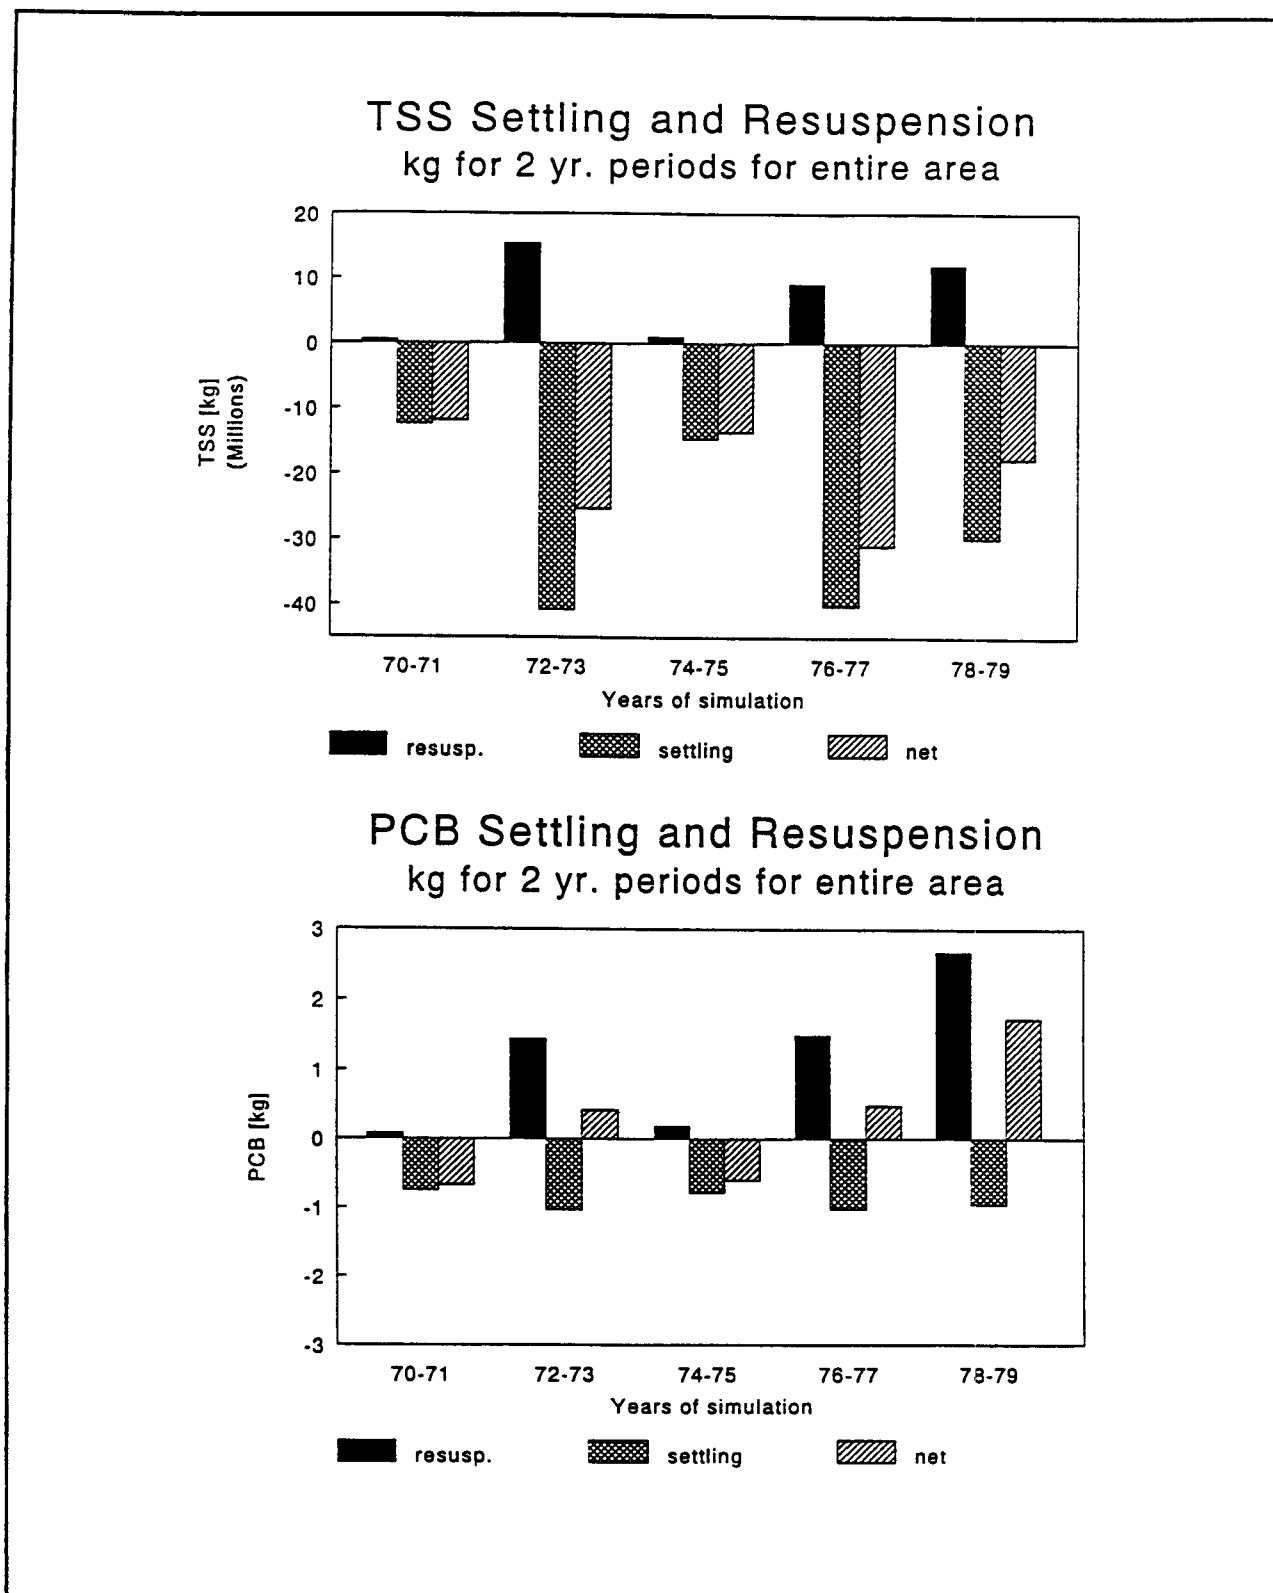 TSS Settling and Resuspension
kg for 2 yr. periods for entire area
20
10
0
-10
-20
-30
-40
TSS [kg]
(Millions)
70-71 72-73 74-75 76-77 78-79
Years of simulation
resusp. settling net
PCB Settling and Resuspension
kg for 2 yr. periods for entire area
3
2
1
0
-1
-2
-3
PCB [kg]
70-71 72-73 74-75 76-77 78-79
Years of simulation
resusp. settling net